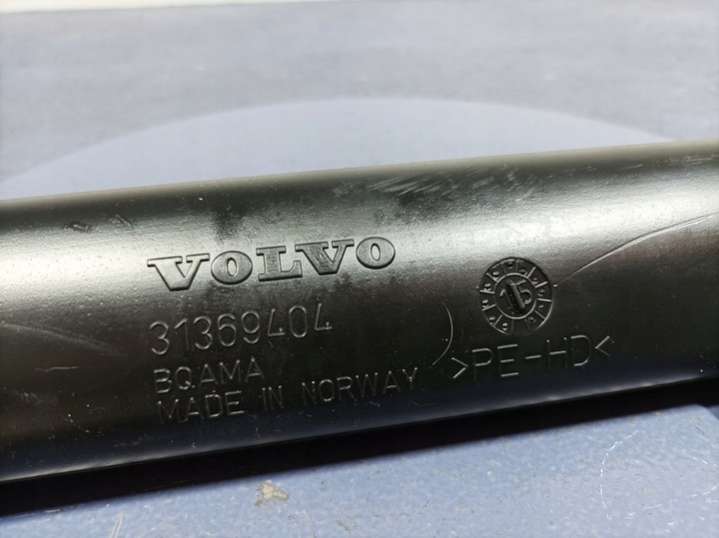 VOLVO
31369404
BQAMA
MADE IN NORWAY
15
>PE-HD<